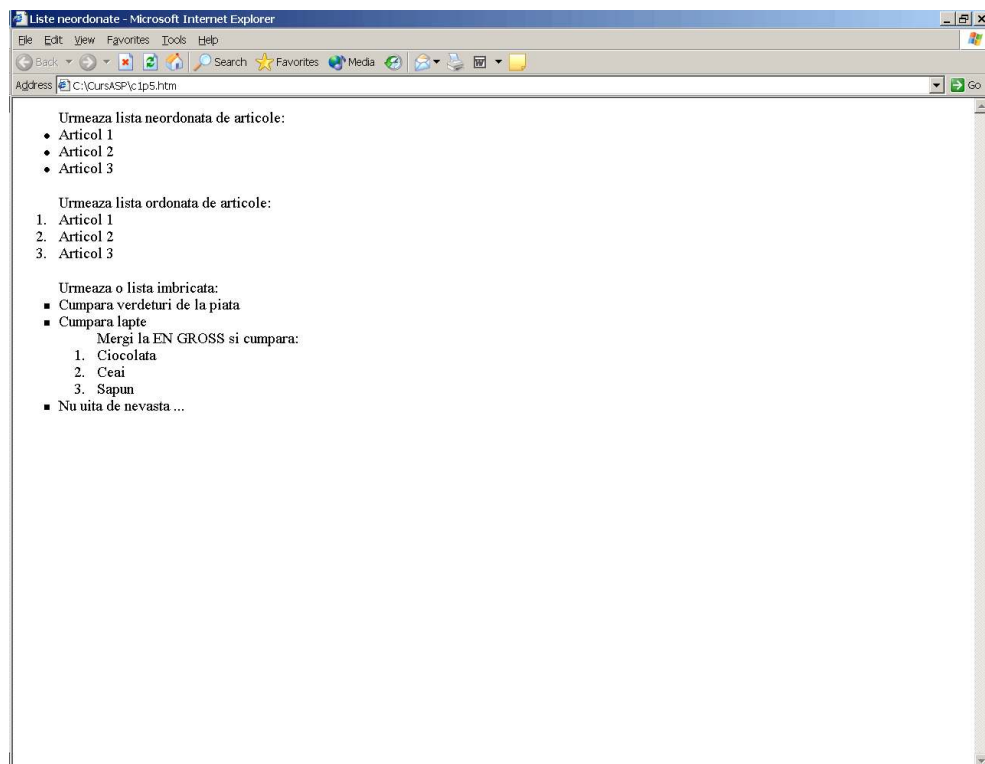 Liste neordonate - Microsoft Internet Explorer
File Edit View Favorites Tools Help
Back Search Favorites Media
Address C:\CursASP\c1p5.htm Go
Urmeaza lista neordonata de articole:
• Articol 1
• Articol 2
• Articol 3
Urmeaza lista ordonata de articole:
1. Articol 1
2. Articol 2
3. Articol 3
Urmeaza o lista imbricata:
▪ Cumpara verdeturi de la piata
▪ Cumpara lapte
Mergi la EN GROSS si cumpara:
1. Ciocolata
2. Ceai
3. Sapun
▪ Nu uita de nevasta ...